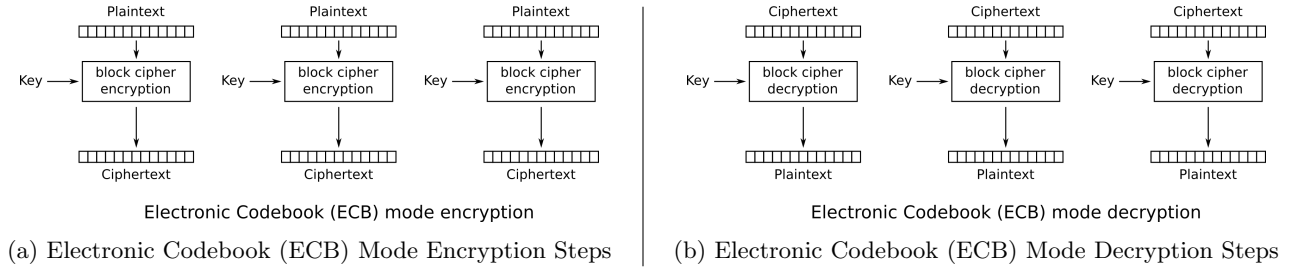 Plaintext Plaintext Plaintext
Key block cipher encryption Key block cipher encryption Key block cipher encryption
Ciphertext Ciphertext Ciphertext
Electronic Codebook (ECB) mode encryption
(a) Electronic Codebook (ECB) Mode Encryption Steps
Ciphertext Ciphertext Ciphertext
Key block cipher decryption Key block cipher decryption Key block cipher decryption
Plaintext Plaintext Plaintext
Electronic Codebook (ECB) mode decryption
(b) Electronic Codebook (ECB) Mode Decryption Steps